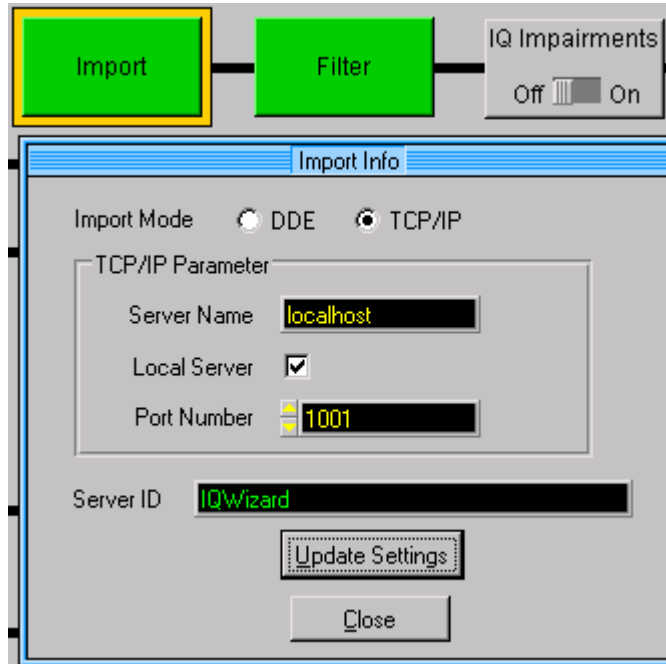 Import
Filter
IQ Impairments
Off On
Import Info
Import Mode DDE TCP/IP
TCP/IP Parameter
Server Name localhost
Local Server
Port Number 1001
Server ID IQWizard
Update Settings
Close